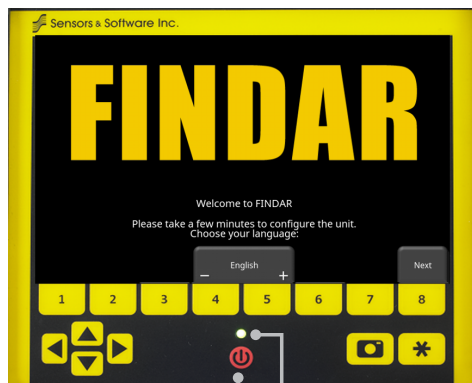 Sensors & Software Inc.
FINDAR
Welcome to FINDAR
Please take a few minutes to configure the unit.
Choose your language:
English
Next
− +
1 2 3 4 5 6 7 8